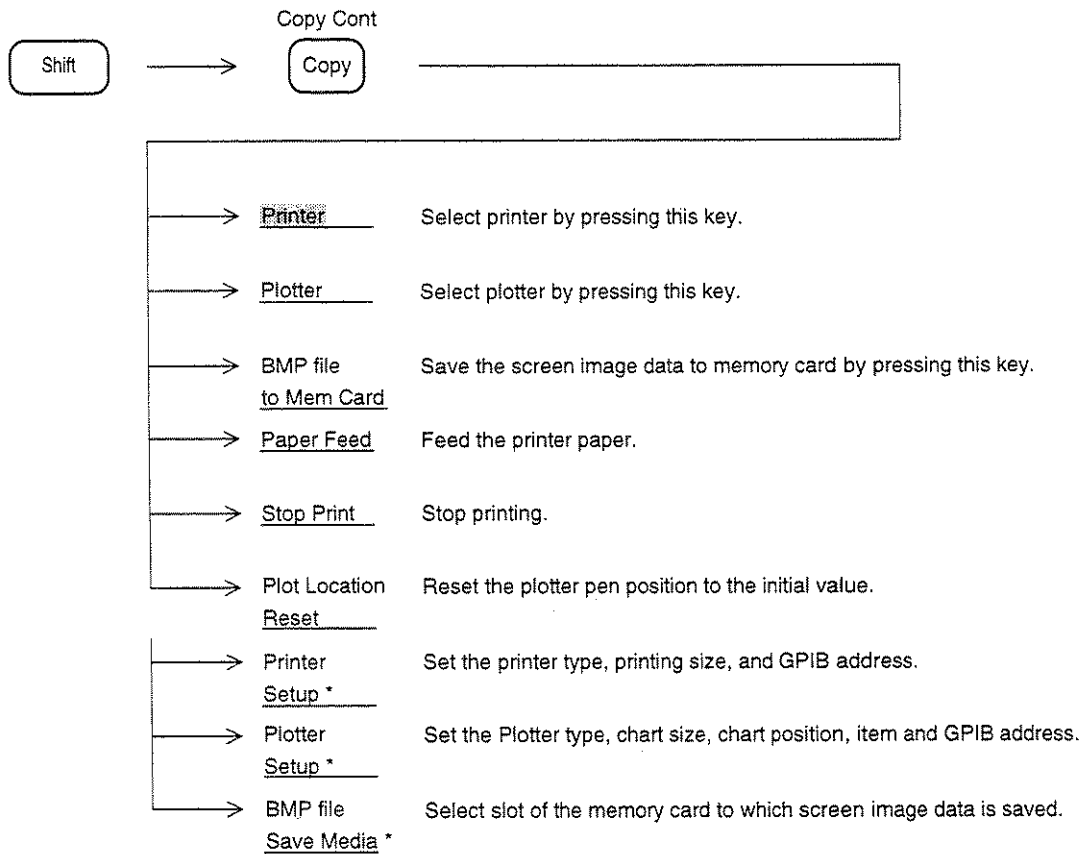 Copy Cont
Shift Copy
Printer Select printer by pressing this key.
Plotter Select plotter by pressing this key.
BMP file Save the screen image data to memory card by pressing this key.
to Mem Card
Paper Feed Feed the printer paper.
Stop Print Stop printing.
Plot Location Reset the plotter pen position to the initial value.
Reset
Printer Set the printer type, printing size, and GPIB address.
Setup *
Plotter Set the Plotter type, chart size, chart position, item and GPIB address.
Setup *
BMP file Select slot of the memory card to which screen image data is saved.
Save Media *